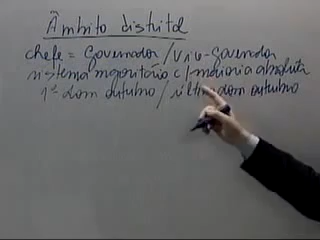 Âmbito distrital
chefe = Governador / Vice-Governador
sistema majoritário c/ maioria absoluta
1º dom outubro / último dom outubro